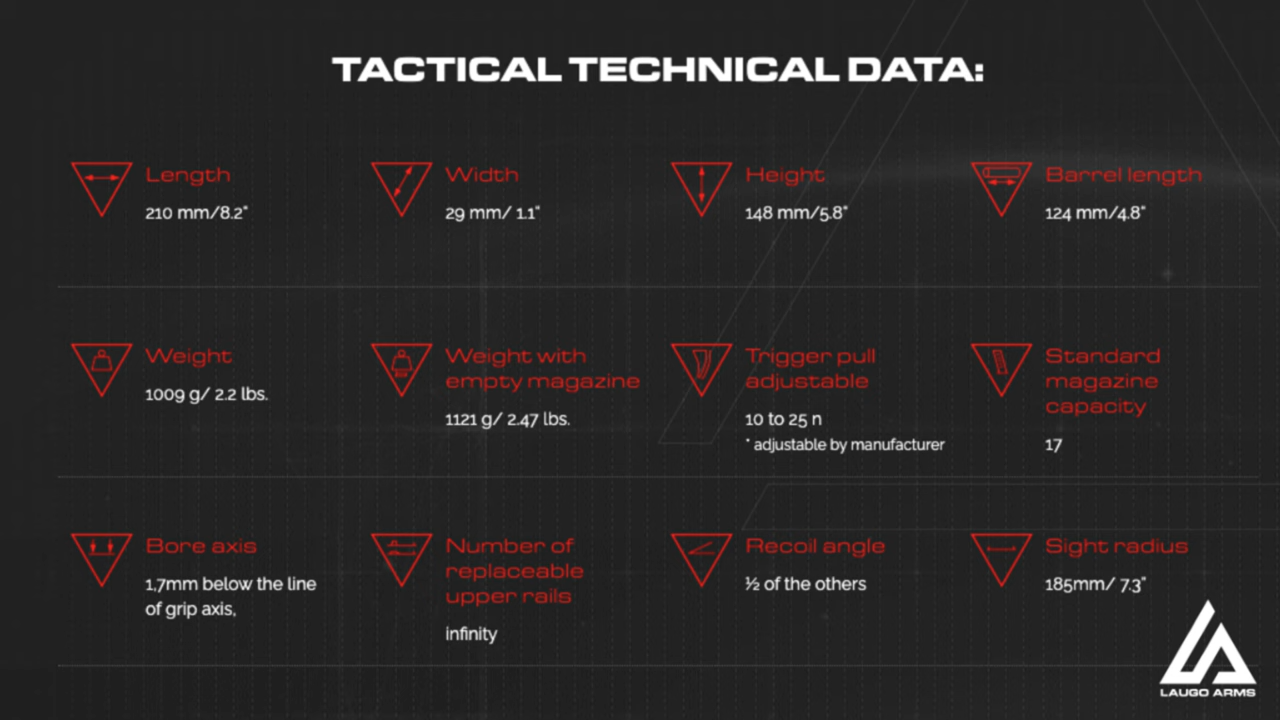 TACTICAL TECHNICAL DATA:
Length
210 mm/8.2"
Width
29 mm/ 1.1"
Height
148 mm/5.8"
Barrel length
124 mm/4.8"
Weight
1009 g/ 2.2 lbs.
Weight with
empty magazine
1121 g/ 2.47 lbs.
Trigger pull
adjustable
10 to 25 n
* adjustable by manufacturer
Standard
magazine
capacity
17
Bore axis
1,7mm below the line
of grip axis,
Number of
replaceable
upper rails
infinity
Recoil angle
½ of the others
Sight radius
185mm/ 7.3"
LAUGO ARMS